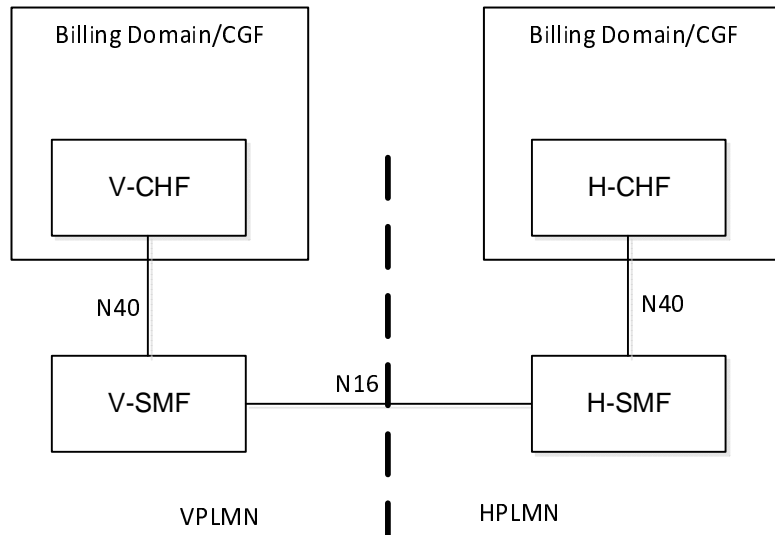 Billing Domain/CGF
Billing Domain/CGF
V-CHF
H-CHF
N40
N40
N16
V-SMF
H-SMF
VPLMN
HPLMN